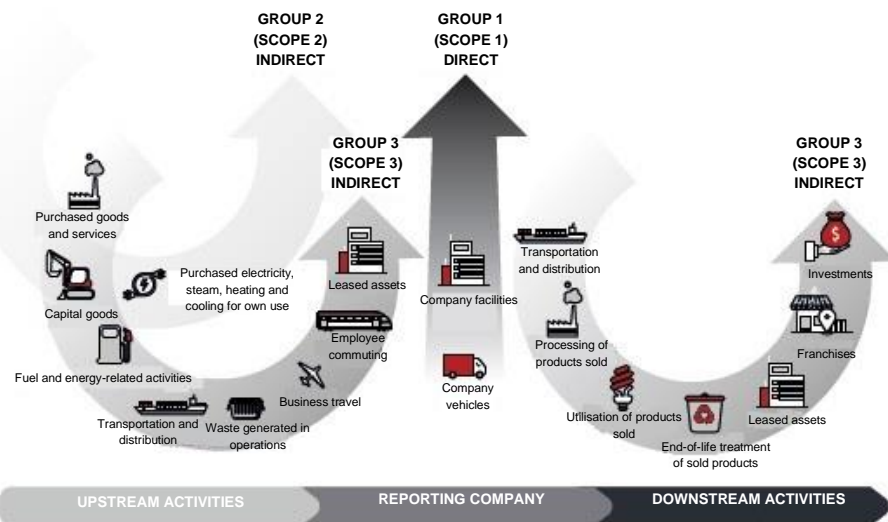 GROUP 2
(SCOPE 2)
INDIRECT
GROUP 1
(SCOPE 1)
DIRECT
GROUP 3
(SCOPE 3)
INDIRECT
GROUP 3
(SCOPE 3)
INDIRECT
Purchased goods
and services
Capital goods
Purchased electricity,
steam, heating and
cooling for own use
Fuel and energy-related activities
Transportation and
distribution
Waste generated in
operations
Business travel
Employee
commuting
Leased assets
Company facilities
Company
vehicles
Transportation
and distribution
Processing of
products sold
Utilisation of products
sold
End-of-life treatment
of sold products
Leased assets
Franchises
Investments
UPSTREAM ACTIVITIES
REPORTING COMPANY
DOWNSTREAM ACTIVITIES